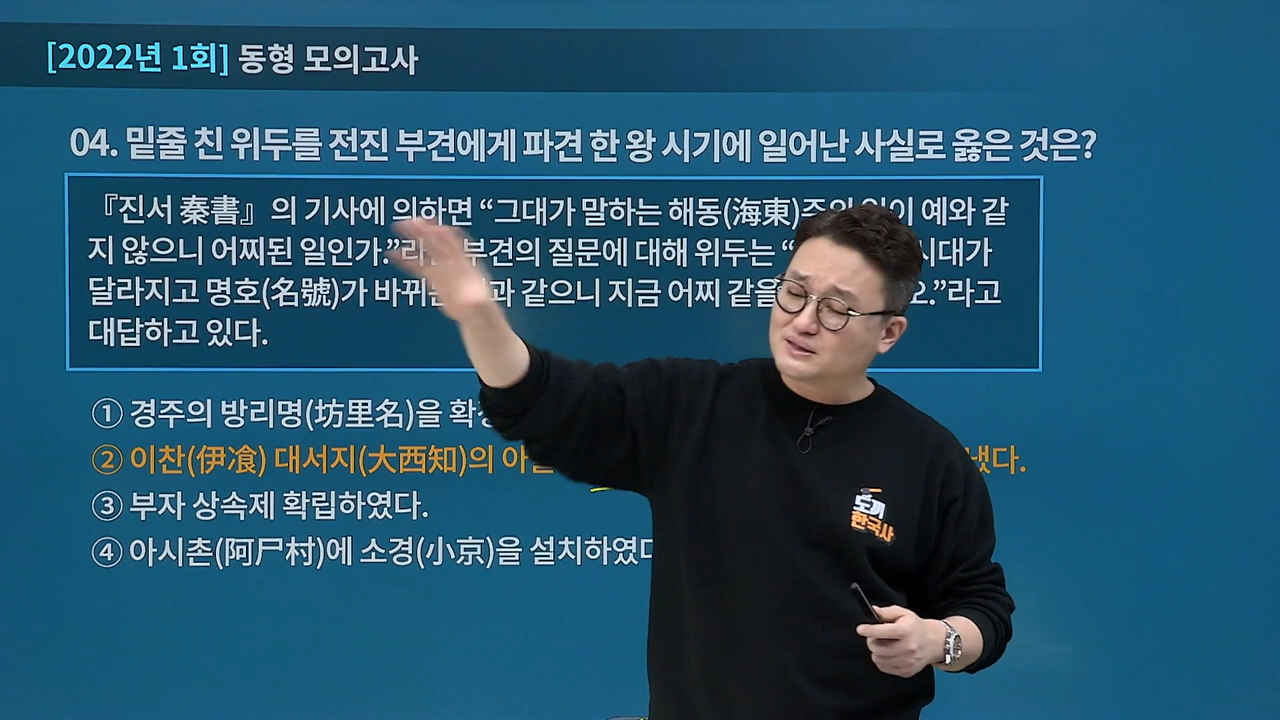 [2022년 1회] 동형 모의고사
04. 밑줄 친 위두를 전진 부견에게 파견 한 왕 시기에 일어난 사실로 옳은 것은?
『진서 秦書』의 기사에 의하면 “그대가 말하는 해동(海東) 예와 같
지 않으니 어찌된 일인가.” 부견의 질문에 대해 위두는 “ 시대가
달라지고 명호(名號)가 바뀌는 과 같으니 지금 어찌 같을 요.”라고
대답하고 있다.
① 경주의 방리명(坊里名)을
② 이찬(伊飡) 대서지(大西知)의 냈다.
③ 부자 상속제 확립하였다.
④ 아시촌(阿尸村)에 소경(小京)을 설치하였다
도끼
한국사